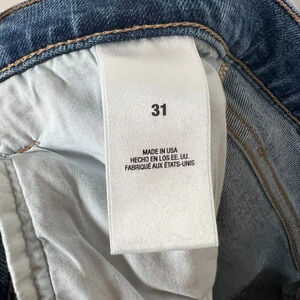 31
MADE IN USA
HECHO EN LOS EE. UU.
FABRIQUÉ AUX ÉTATS-UNIS